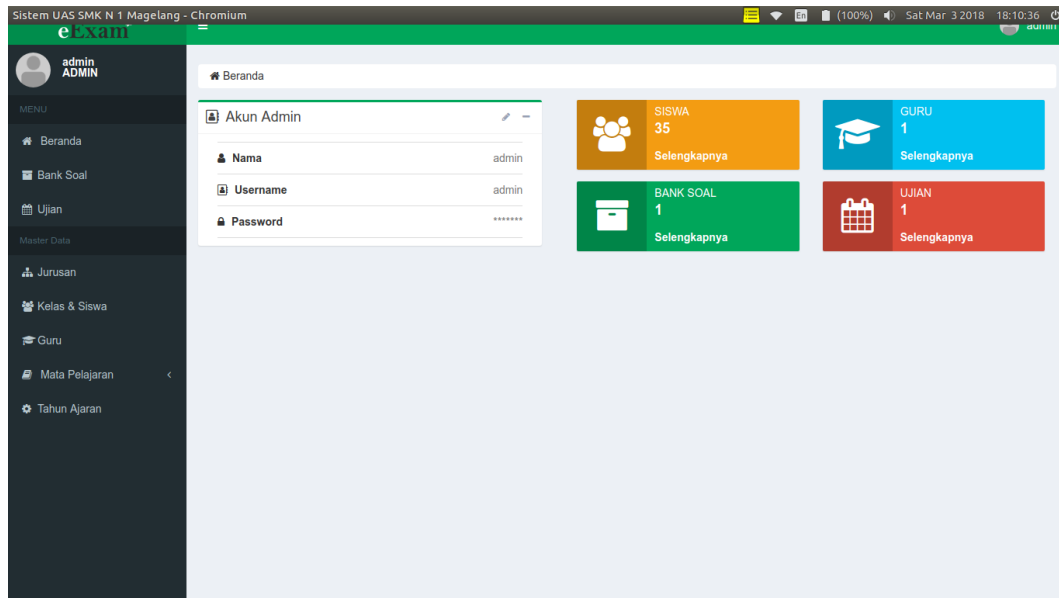 Sistem UAS SMK N 1 Magelang - Chromium
En (100%) Sat Mar 3 2018 18:10:36
eExam
admin
admin
ADMIN
MENU
Beranda
Bank Soal
Ujian
Master Data
Jurusan
Kelas & Siswa
Guru
Mata Pelajaran
Tahun Ajaran
Beranda
Akun Admin
Nama admin
Username admin
Password *******
SISWA
35
Selengkapnya
GURU
1
Selengkapnya
BANK SOAL
1
Selengkapnya
UJIAN
1
Selengkapnya